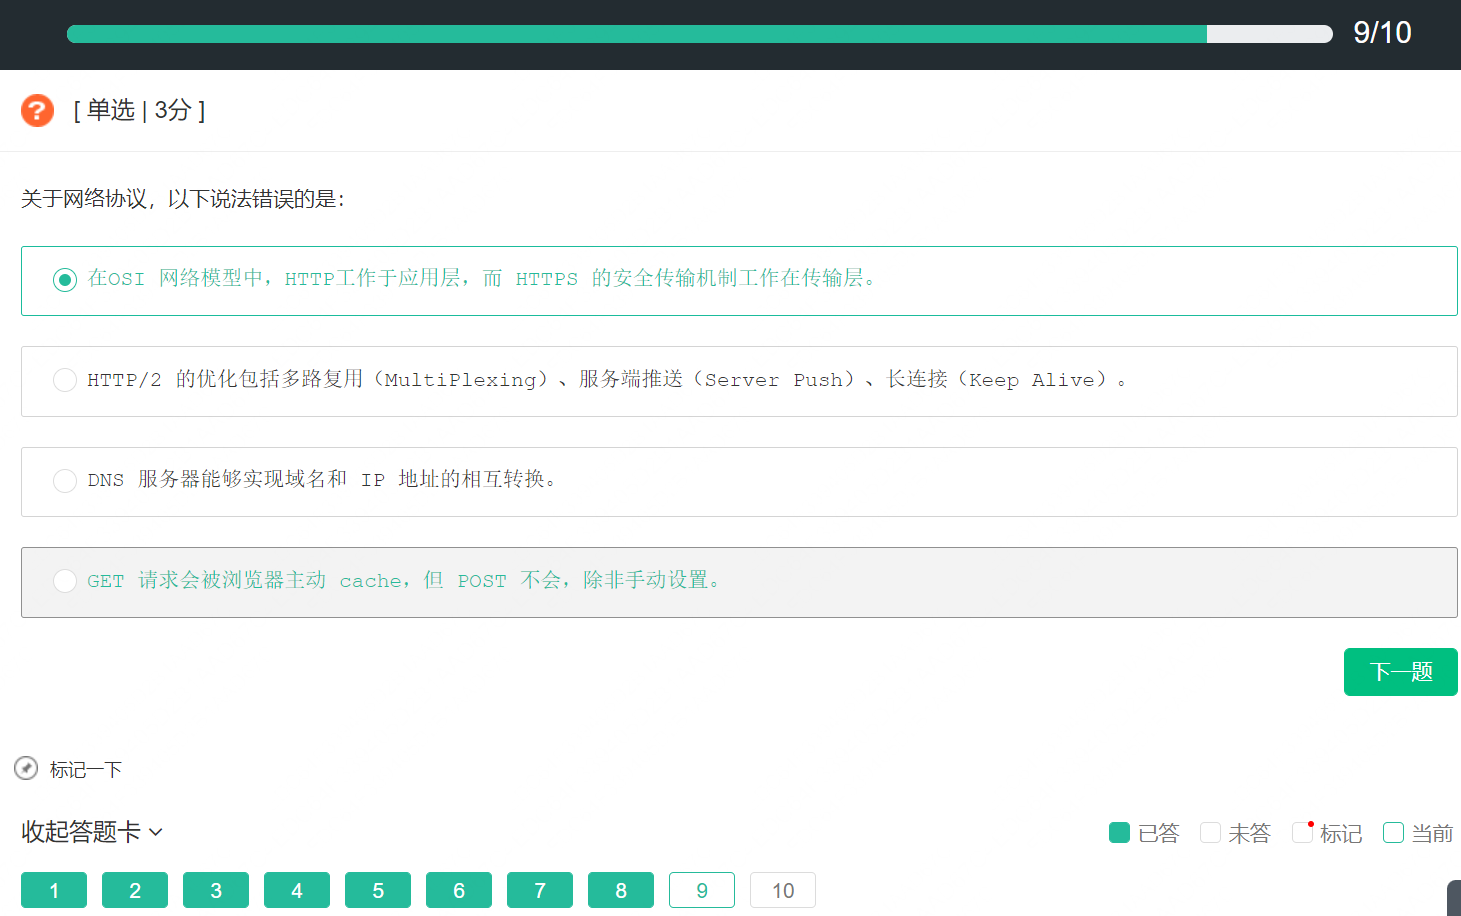 9/10
? [ 单选 | 3分 ]
关于网络协议，以下说法错误的是：
在OSI 网络模型中，HTTP工作于应用层，而 HTTPS 的安全传输机制工作在传输层。
HTTP/2 的优化包括多路复用（MultiPlexing）、服务端推送（Server Push）、长连接（Keep Alive）。
DNS 服务器能够实现域名和 IP 地址的相互转换。
GET 请求会被浏览器主动 cache，但 POST 不会，除非手动设置。
下一题
标记一下
收起答题卡 已答 未答 标记 当前
1 2 3 4 5 6 7 8 9 10